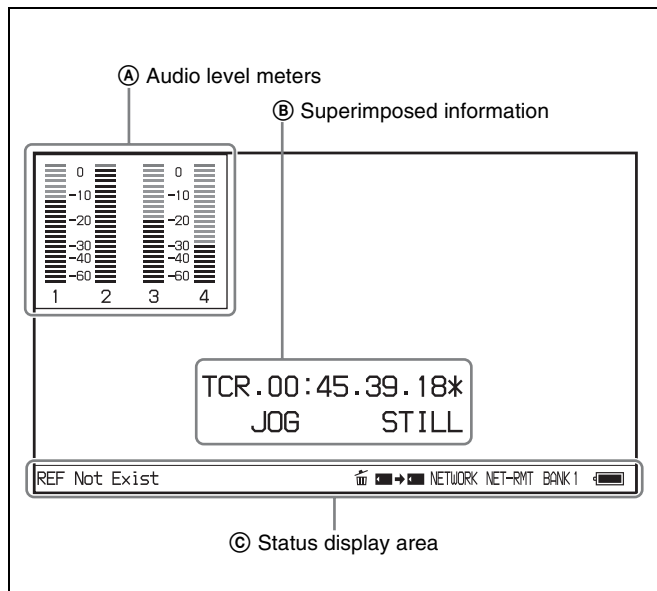 Ⓐ Audio level meters
Ⓑ Superimposed information
0 0
-10 -10
-20 -20
-30 -30
-40 -40
-60 -60
1 2 3 4
TCR.00:45.39.18*
JOG STILL
REF Not Exist NETWORK NET-RMT BANK1
Ⓒ Status display area